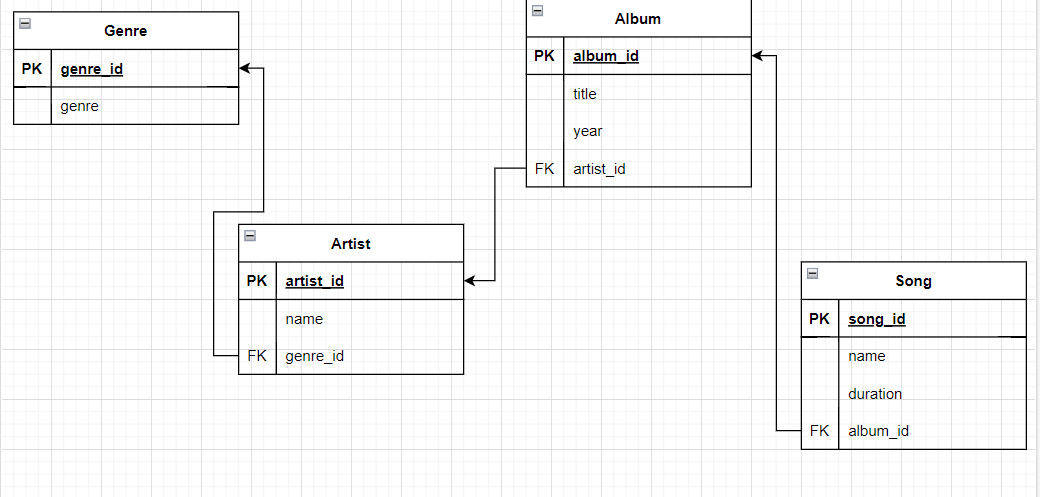 Genre
PK genre_id
genre
Album
PK album_id
title
year
FK artist_id
Artist
PK artist_id
name
FK genre_id
Song
PK song_id
name
duration
FK album_id